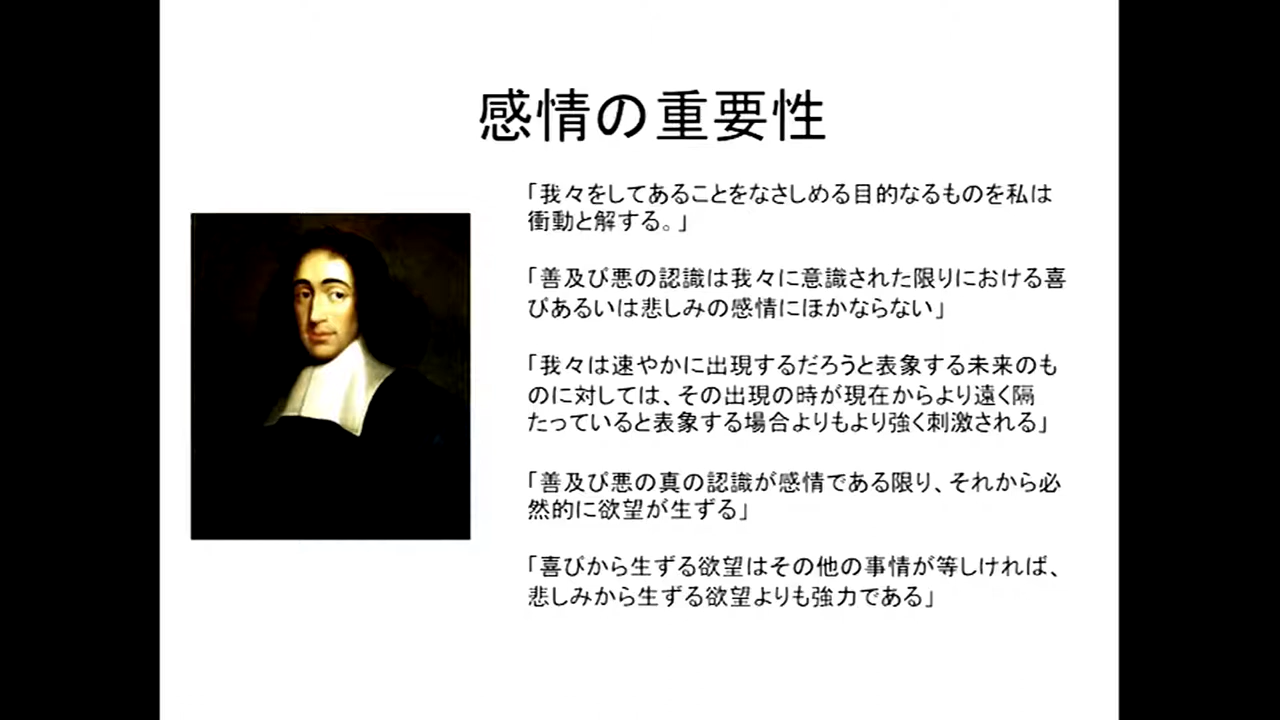 感情の重要性
「我々をしてあることをなさしめる目的なるものを私は
衝動と解する。」
「善及び悪の認識は我々に意識された限りにおける喜
びあるいは悲しみの感情にほかならない」
「我々は速やかに出現するだろうと表象する未来のも
のに対しては、その出現の時が現在からより遠く隔
たっていると表象する場合よりもより強く刺激される」
「善及び悪の真の認識が感情である限り、それから必
然的に欲望が生ずる」
「喜びから生ずる欲望はその他の事情が等しければ、
悲しみから生ずる欲望よりも強力である」